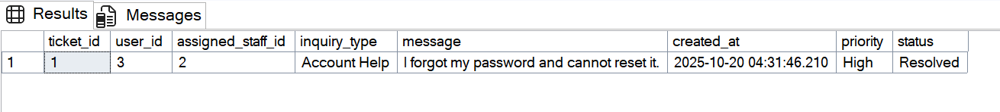 Results Messages
ticket_id user_id assigned_staff_id inquiry_type message created_at priority status
1 1 3 2 Account Help I forgot my password and cannot reset it. 2025-10-20 04:31:46.210 High Resolved